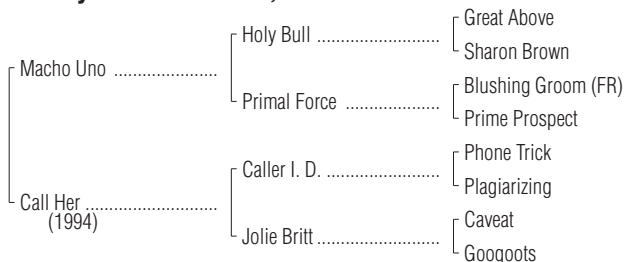 Great Above
Holy Bull ........................
Sharon Brown
Macho Uno ....................
Blushing Groom (FR)
Primal Force ..................
Prime Prospect
Phone Trick
Caller I. D. ......................
Plagiarizing
Call Her .........................
(1994)
Caveat
Jolie Britt ........................
Googoots